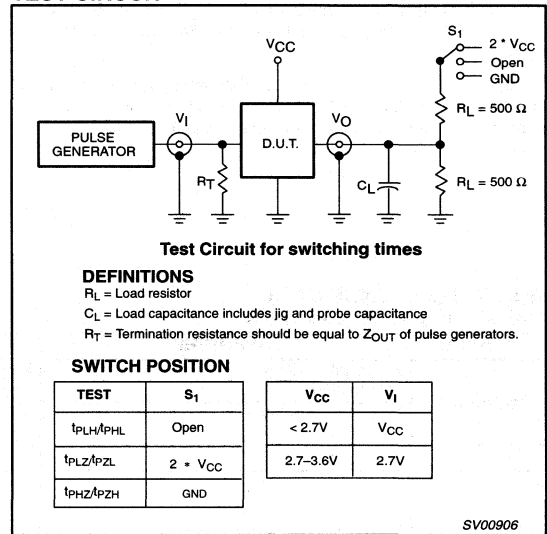 S1
2 * VCC
Open
GND
VCC
RL = 500 Ω
VI
VO
PULSE
GENERATOR
D.U.T.
RT
CL
RL = 500 Ω
Test Circuit for switching times
DEFINITIONS
RL = Load resistor
CL = Load capacitance includes jig and probe capacitance
RT = Termination resistance should be equal to ZOUT of pulse generators.
SWITCH POSITION
TEST S1
tPLH/tPHL Open
tPLZ/tPZL 2 * VCC
tPHZ/tPZH GND
VCC VI
< 2.7V VCC
2.7–3.6V 2.7V
SV00906